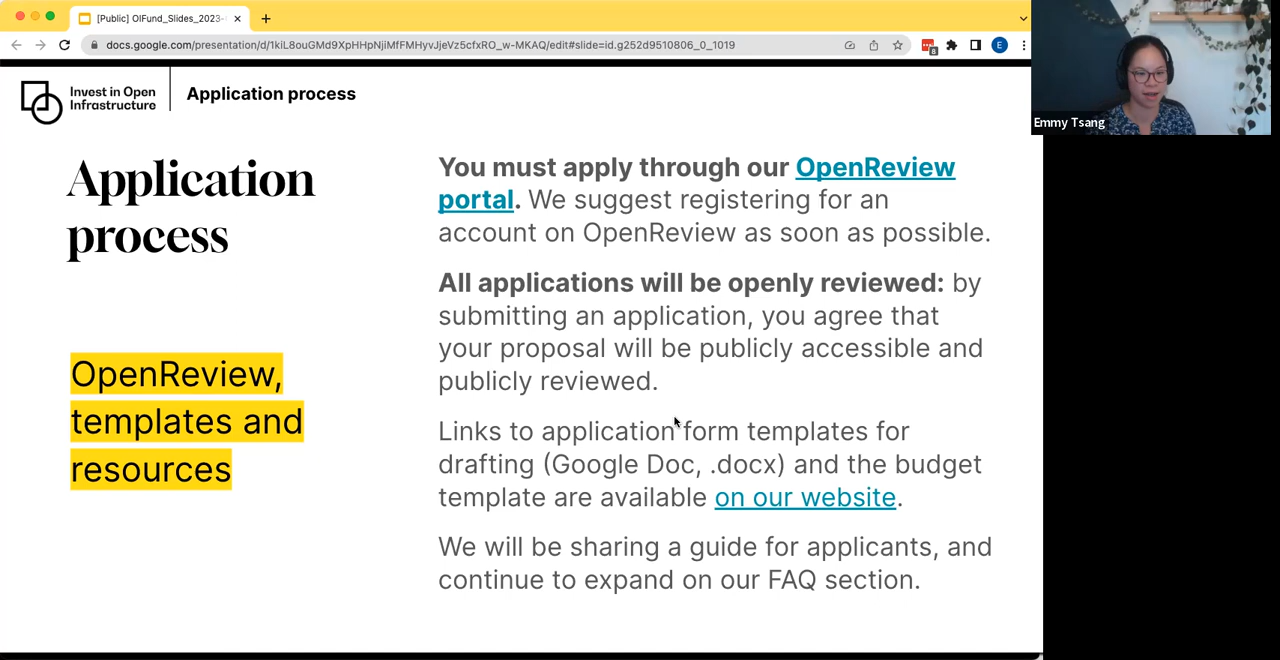 [Public] OIFund_Slides_2023-
docs.google.com/presentation/d/1kiL8ouGMd9XpHHpNjiMfFMHyvJjeVz5cfxRO_w-MKAQ/edit#slide=id.g252d9510806_0_1019
8
E
Emmy Tsang
Invest in Open
Infrastructure
Application process
Application
process
OpenReview,
templates and
resources
You must apply through our OpenReview
portal. We suggest registering for an
account on OpenReview as soon as possible.
All applications will be openly reviewed: by
submitting an application, you agree that
your proposal will be publicly accessible and
publicly reviewed.
Links to application form templates for
drafting (Google Doc, .docx) and the budget
template are available on our website.
We will be sharing a guide for applicants, and
continue to expand on our FAQ section.